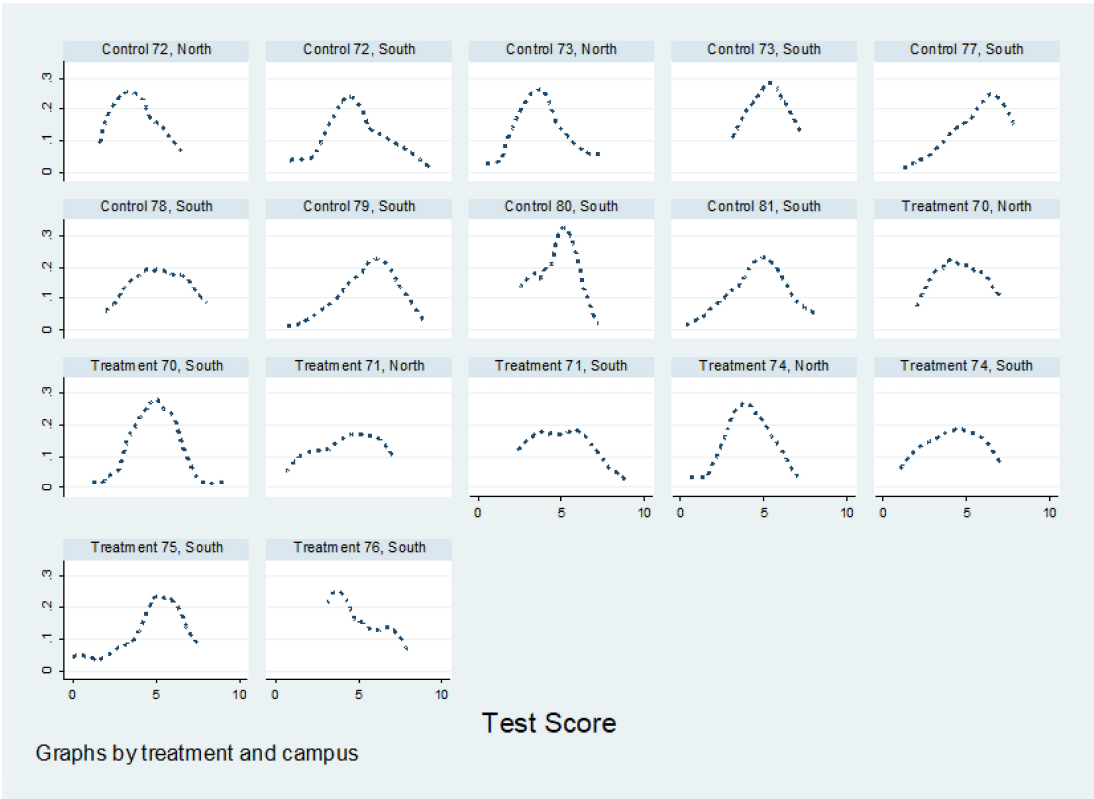 Control 72, North Control 72, South Control 73, North Control 73, South Control 77, South
.3
.2
.1
0
Control 78, South Control 79, South Control 80, South Control 81, South Treatment 70, North
.3
.2
.1
0
Treatment 70, South Treatment 71, North Treatment 71, South Treatment 74, North Treatment 74, South
.3
.2
.1
0
0 5 10 0 5 10 0 5 10
Treatment 75, South Treatment 76, South
.3
.2
.1
0
0 5 10 0 5 10
Test Score
Graphs by treatment and campus